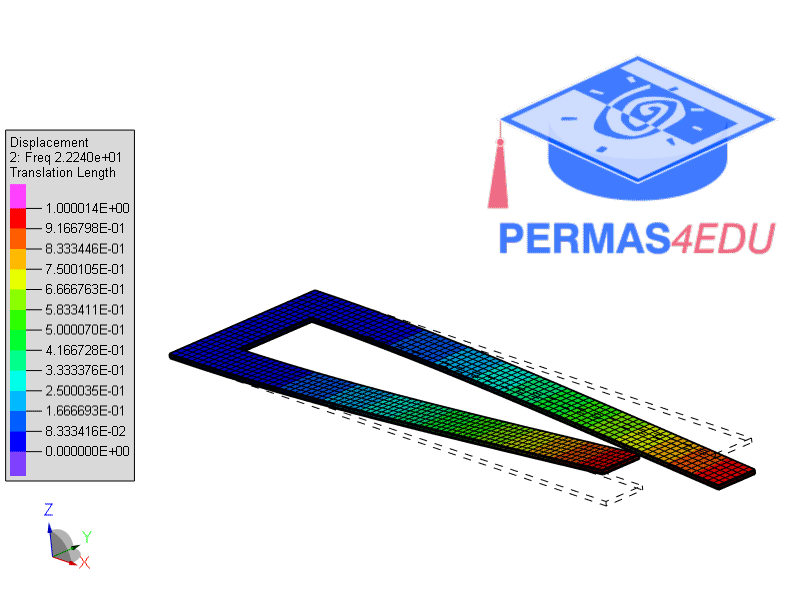 Displacement
2: Freq 2.2240e+01
Translation Length
1.000014E+00
9.166798E-01
8.333446E-01
7.500105E-01
6.666763E-01
5.833411E-01
5.000070E-01
4.166728E-01
3.333376E-01
2.500035E-01
1.666693E-01
8.333416E-02
0.000000E+00
PERMAS4EDU
Z
Y
X